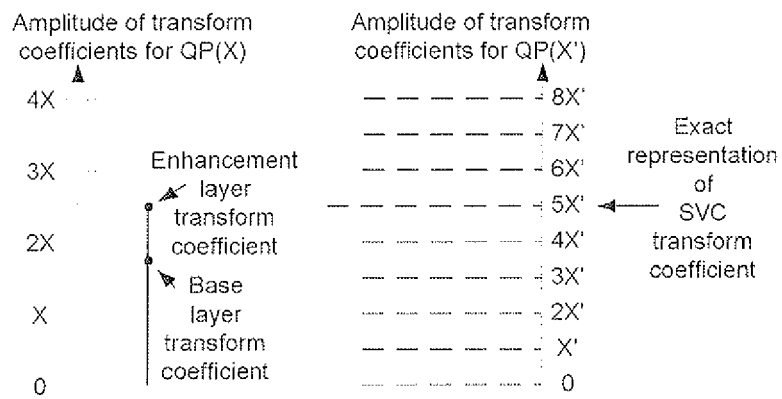 Amplitude of transform
coefficients for QP(X)
4X
3X
2X
X
0
Enhancement
layer
transform
coefficient
Base
layer
transform
coefficient
Amplitude of transform
coefficients for QP(X')
8X'
7X'
6X'
5X'
4X'
3X'
2X'
X'
0
Exact
representation
of
SVC
transform
coefficient